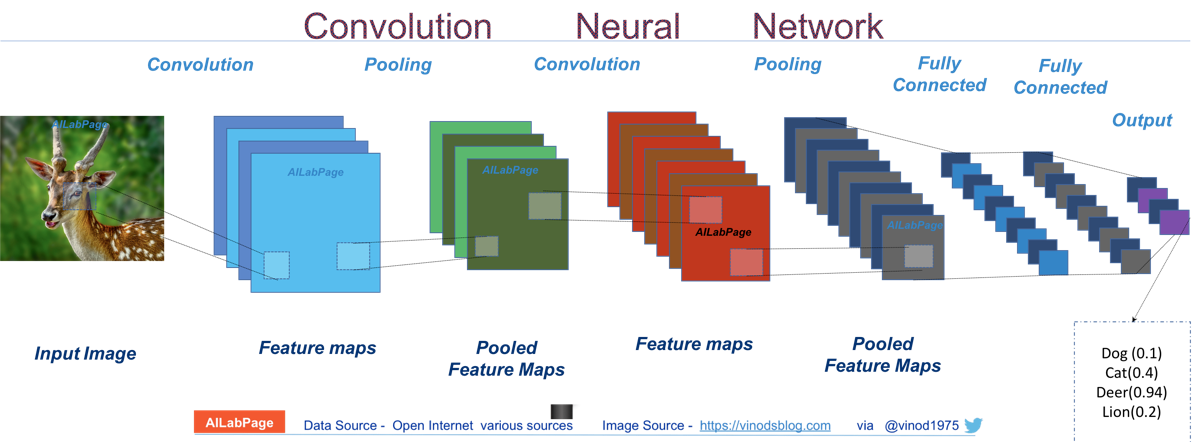 Convolution Neural Network
Convolution
Pooling
Convolution
Pooling
Fully
Connected
Fully
Connected
Output
AILabPage
AILabPage
AILabPage
AILabPage
AILabPage
Input Image
Feature maps
Pooled
Feature Maps
Feature maps
Pooled
Feature Maps
Dog (0.1)
Cat(0.4)
Deer(0.94)
Lion(0.2)
AILabPage
Data Source - Open Internet various sources
Image Source - https://vinodsblog.com
via @vinod1975